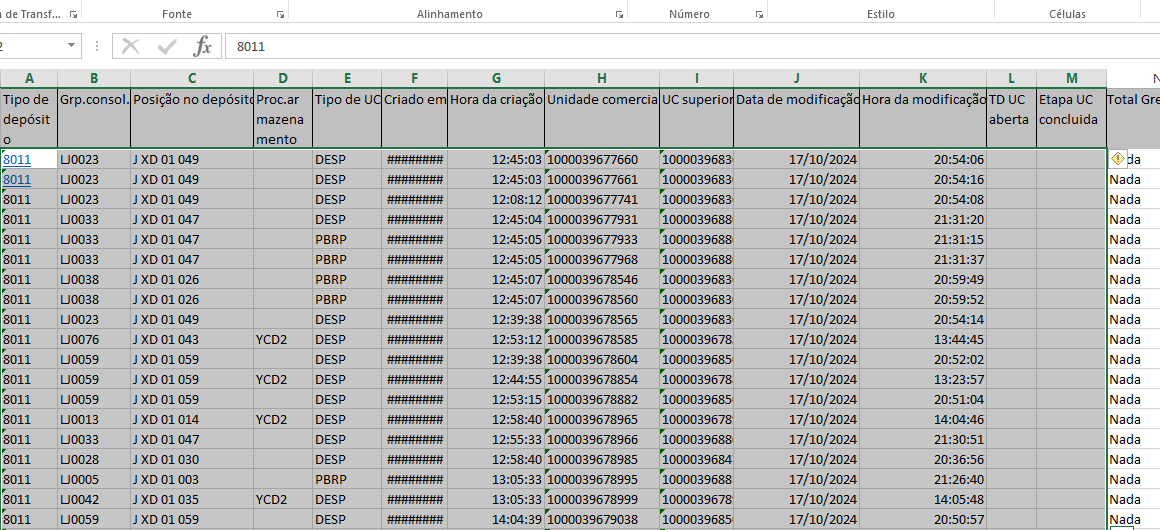 de Transf... Fonte Alinhamento Número Estilo Células
2 fx 8011
A B C D E F G H I J K L M N
Tipo de depósito Grp.consol. Posição no depósito Proc.armazenamento Tipo de UC Criado em Hora da criação Unidade comercia UC superior Data de modificação Hora da modificação TD UC aberta Etapa UC concluida Total Gre
8011 LJ0023 J XD 01 049 DESP ######## 12:45:03 1000039677660 100003968 17/10/2024 20:54:06 da
8011 LJ0023 J XD 01 049 DESP ######## 12:45:03 1000039677661 100003968 17/10/2024 20:54:16 Nada
8011 LJ0023 J XD 01 049 DESP ######## 12:08:12 1000039677741 100003968 17/10/2024 20:54:08 Nada
8011 LJ0033 J XD 01 047 DESP ######## 12:45:04 1000039677931 1000039688 17/10/2024 21:31:20 Nada
8011 LJ0033 J XD 01 047 PBRP ######## 12:45:05 1000039677933 1000039688 17/10/2024 21:31:15 Nada
8011 LJ0033 J XD 01 047 PBRP ######## 12:45:05 1000039677968 1000039688 17/10/2024 21:31:37 Nada
8011 LJ0038 J XD 01 026 PBRP ######## 12:45:07 1000039678546 100003968 17/10/2024 20:59:49 Nada
8011 LJ0038 J XD 01 026 PBRP ######## 12:45:07 1000039678560 100003968 17/10/2024 20:59:52 Nada
8011 LJ0023 J XD 01 049 DESP ######## 12:39:38 1000039678565 100003968 17/10/2024 20:54:14 Nada
8011 LJ0076 J XD 01 043 YCD2 DESP ######## 12:53:12 1000039678585 1000039678 17/10/2024 13:44:45 Nada
8011 LJ0059 J XD 01 059 DESP ######## 12:39:38 1000039678604 1000039685 17/10/2024 20:52:02 Nada
8011 LJ0059 J XD 01 059 YCD2 DESP ######## 12:44:55 1000039678854 1000039678 17/10/2024 13:23:57 Nada
8011 LJ0059 J XD 01 059 DESP ######## 12:53:15 1000039678882 1000039685 17/10/2024 20:51:04 Nada
8011 LJ0013 J XD 01 014 YCD2 DESP ######## 12:58:40 1000039678965 100003967 17/10/2024 14:04:46 Nada
8011 LJ0033 J XD 01 047 DESP ######## 12:55:33 1000039678966 1000039688 17/10/2024 21:30:51 Nada
8011 LJ0028 J XD 01 030 DESP ######## 12:58:40 1000039678985 1000039684 17/10/2024 20:36:56 Nada
8011 LJ0005 J XD 01 003 PBRP ######## 13:05:33 1000039678995 1000039688 17/10/2024 21:26:40 Nada
8011 LJ0042 J XD 01 035 YCD2 DESP ######## 13:05:33 1000039678999 100003967 17/10/2024 14:05:48 Nada
8011 LJ0059 J XD 01 059 DESP ######## 14:04:39 1000039679038 1000039685 17/10/2024 20:50:57 Nada